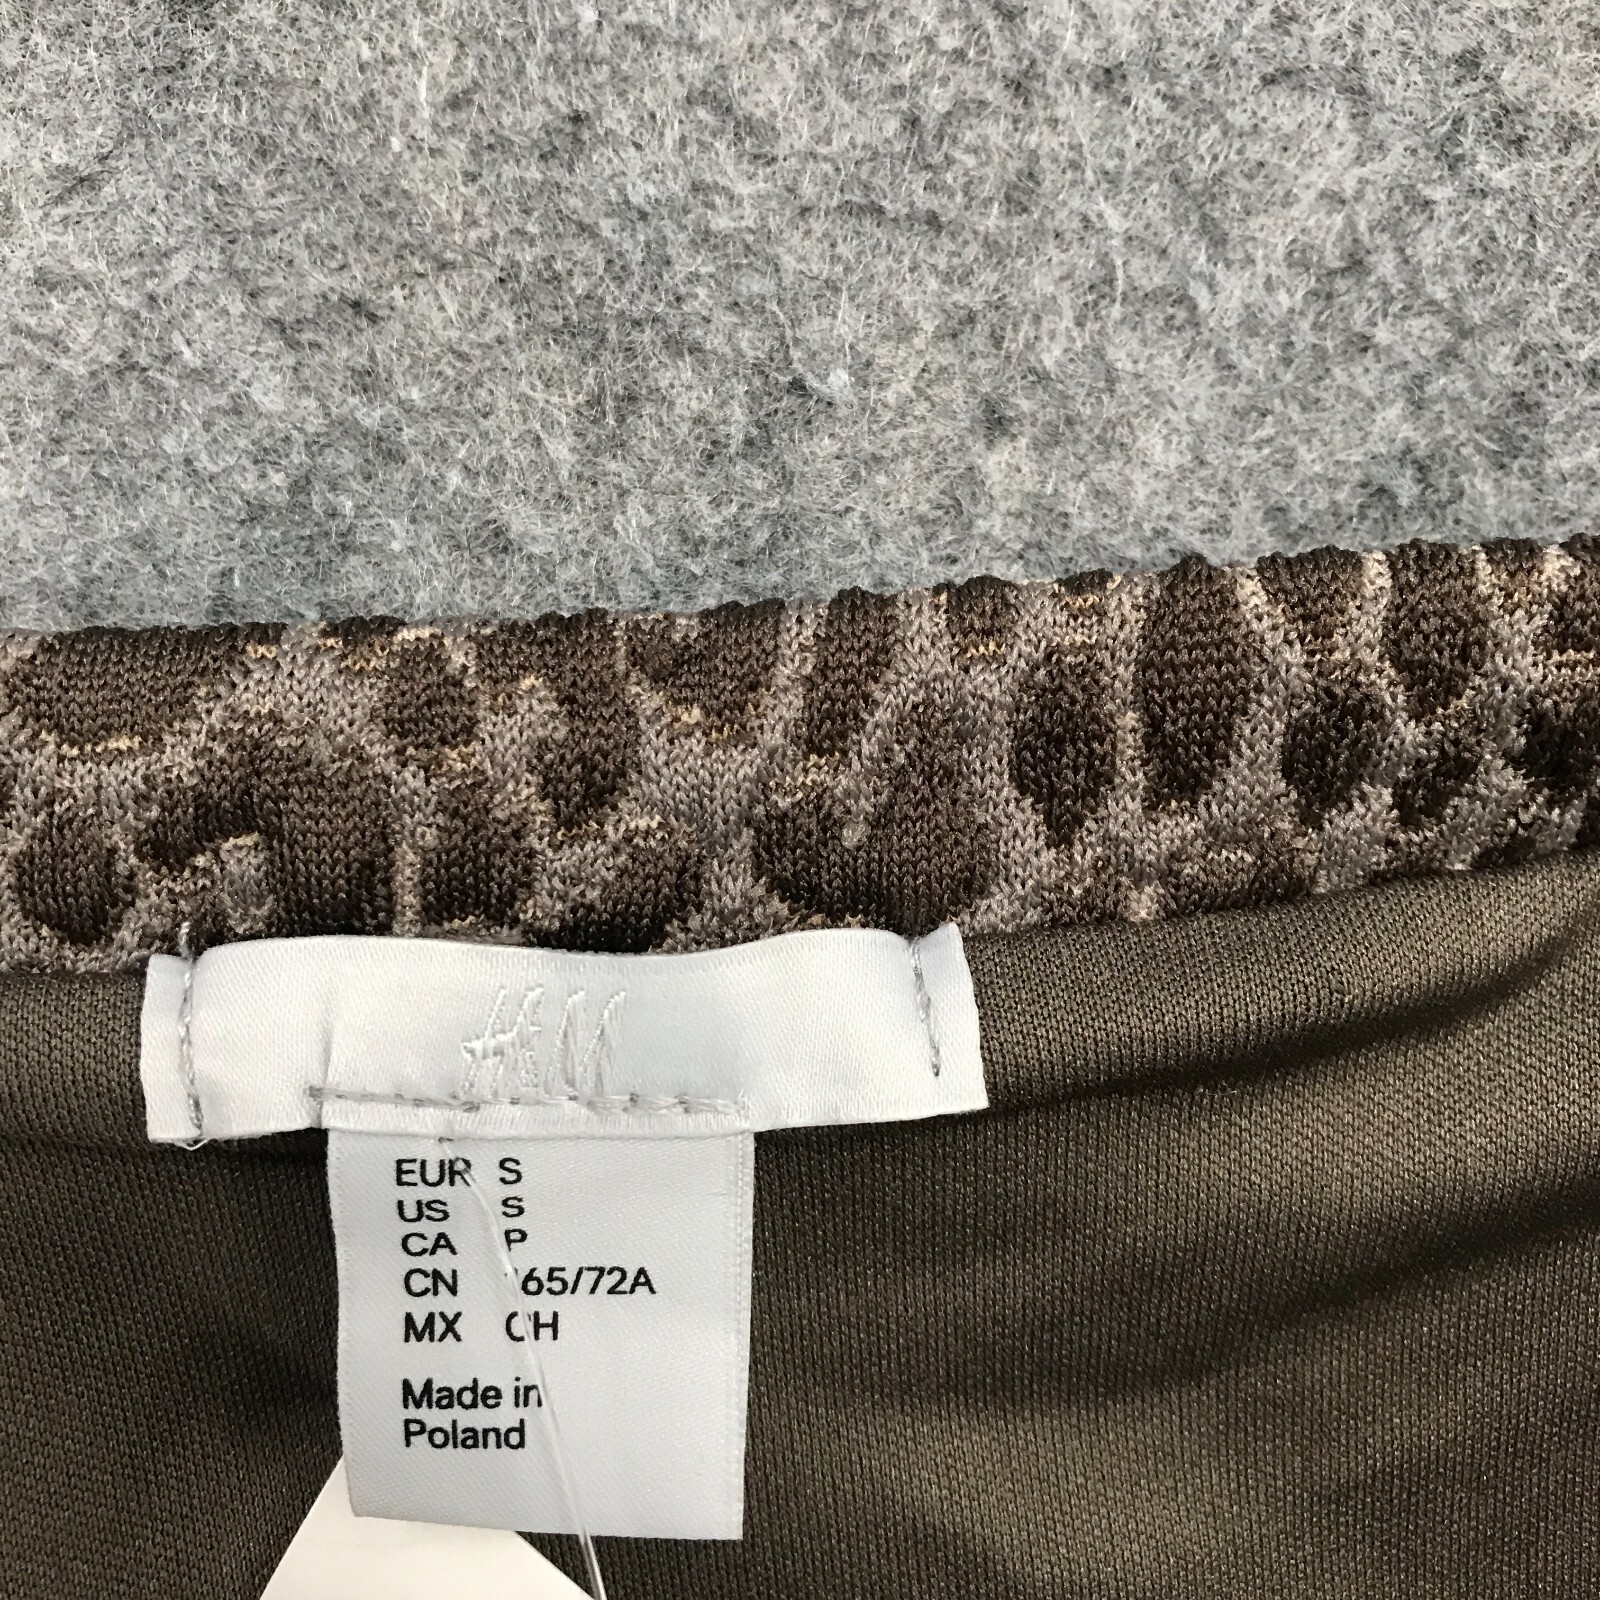 H&M
EUR S
US S
CA P
CN 165/72A
MX CH
Made in
Poland